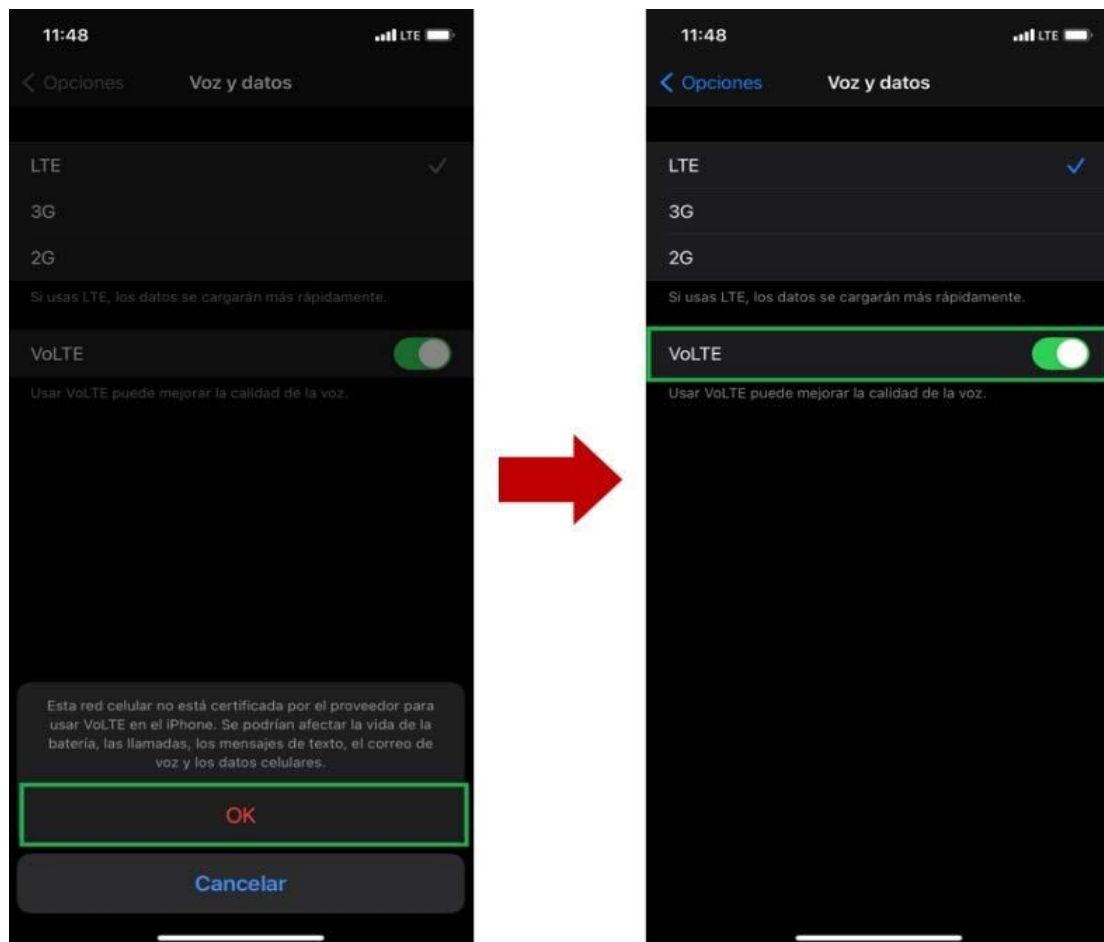 11:48
LTE
Opciones
Voz y datos
LTE
3G
2G
Si usas LTE, los datos se cargarán más rápidamente.
VoLTE
Usar VoLTE puede mejorar la calidad de la voz.
Esta red celular no está certificada por el proveedor para
usar VoLTE en el iPhone. Se podrían afectar la vida de la
batería, las llamadas, los mensajes de texto, el correo de
voz y los datos celulares.
OK
Cancelar
11:48
LTE
Opciones
Voz y datos
LTE
3G
2G
Si usas LTE, los datos se cargarán más rápidamente.
VoLTE
Usar VoLTE puede mejorar la calidad de la voz.